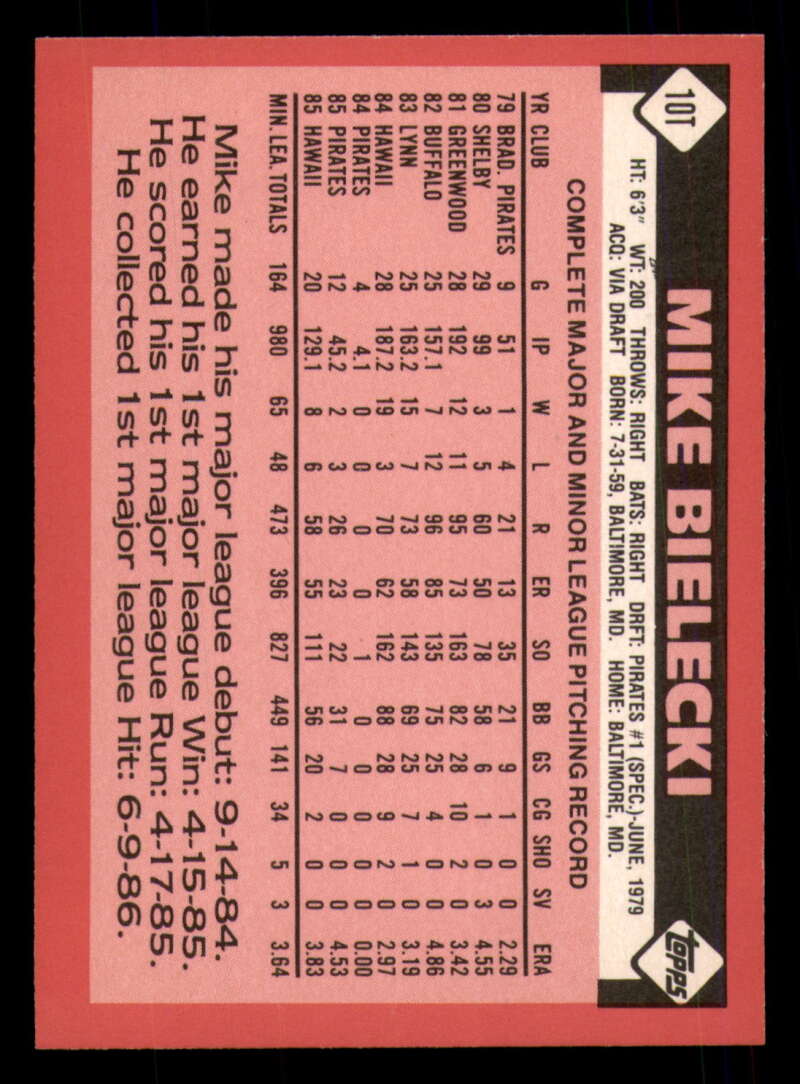 10T
MIKE BIELECKI
topps
HT: 6'3" WT: 200 THROWS: RIGHT BATS: RIGHT DRFT: PIRATES #1 (SPEC.)-JUNE, 1979
ACQ: VIA DRAFT BORN: 7-31-59, BALTIMORE, MD. HOME: BALTIMORE, MD.
COMPLETE MAJOR AND MINOR LEAGUE PITCHING RECORD
YR CLUB G IP W L R ER SO BB GS CG SHO SV ERA
79 BRAD. PIRATES 9 51 1 4 21 13 35 21 9 1 0 0 2.29
80 SHELBY 29 99 3 5 60 50 78 58 6 1 0 3 4.55
81 GREENWOOD 28 192 12 11 95 73 163 82 28 10 2 0 3.42
82 BUFFALO 25 157.1 7 12 96 85 135 75 25 4 0 0 4.86
83 LYNN 25 163.2 15 7 73 58 143 69 25 7 1 0 3.19
84 HAWAII 28 187.2 19 3 70 62 162 88 28 9 2 0 2.97
84 PIRATES 4 4.1 0 0 0 0 1 0 0 0 0 0 0.00
85 PIRATES 12 45.2 2 3 26 23 22 31 7 0 0 0 4.53
85 HAWAII 20 129.1 8 6 58 55 111 56 20 2 0 0 3.83
MIN. LEA. TOTALS 164 980 65 48 473 396 827 449 141 34 5 3 3.64
Mike made his major league debut: 9-14-84.
He earned his 1st major league Win: 4-15-85.
He scored his 1st major league Run: 4-17-85.
He collected 1st major league Hit: 6-9-86.